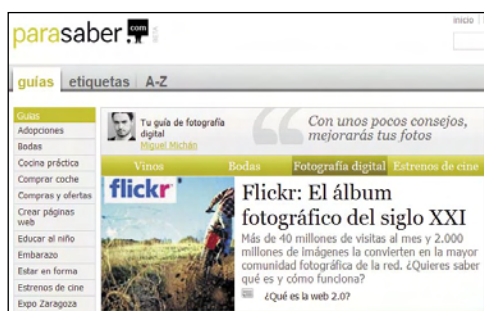 parasaber.com
inicio
guías etiquetas A-Z
Guías
Adopciones
Bodas
Cocina práctica
Comprar coche
Compras y ofertas
Crear páginas
web
Educar al niño
Embarazo
Estar en forma
Estrenos de cine
Expo Zaragoza
Tu guía de fotografía
digital
Miguel Michán
“ Con unos pocos consejos,
mejorarás tus fotos
Vinos Bodas Fotografía digital Estrenos de cine
flickr
Flickr: El álbum
fotográfico del siglo XXI
Más de 40 millones de visitas al mes y 2.000
millones de imágenes la convierten en la mayor
comunidad fotográfica de la red. ¿Quieres saber
qué es y cómo funciona?
¿Qué es la web 2.0?